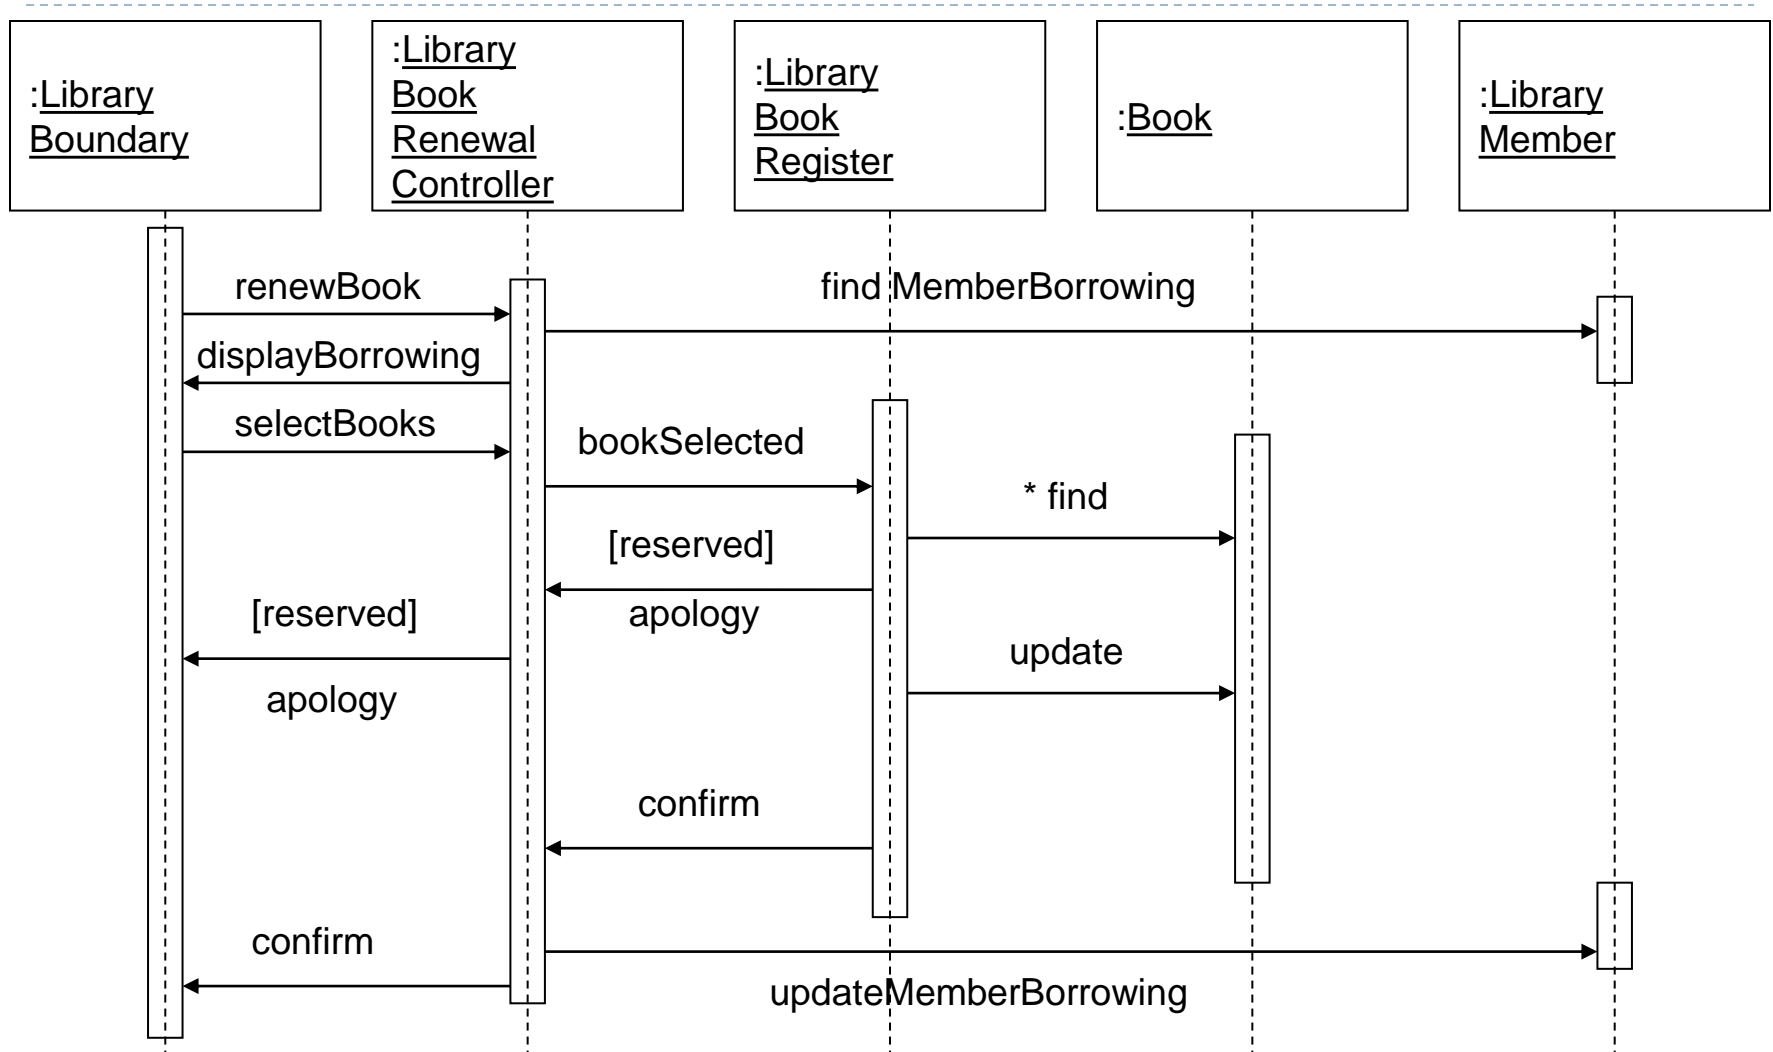 :Library
Boundary
:Library
Book
Renewal
Controller
:Library
Book
Register
:Book
:Library
Member
renewBook
find MemberBorrowing
displayBorrowing
selectBooks
bookSelected
* find
[reserved]
apology
[reserved]
apology
update
confirm
confirm
updateMemberBorrowing